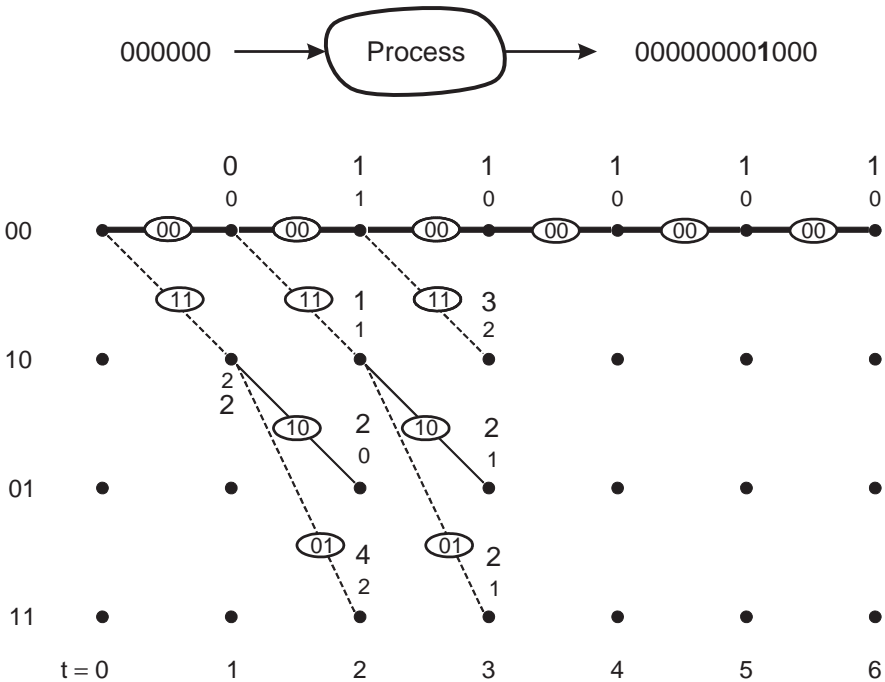 000000 Process 000000001000
0 1 1 1 1 1
0 1 0 0 0 0
00 00 00 00 00 00 00
11 11 1 11 3
1 2
10
2
2 10 2 10 2
0 1
01
01 4 01 2
2 1
11
t = 0 1 2 3 4 5 6